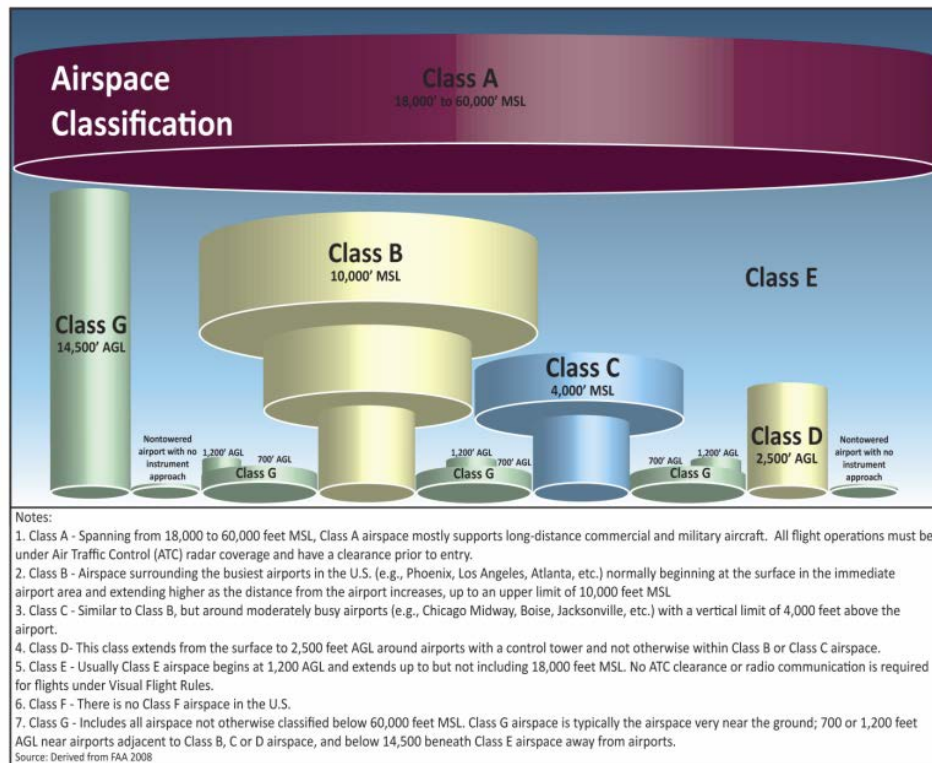 Airspace
Classification
Class A
18,000' to 60,000' MSL
Class B
10,000' MSL
Class E
Class G
14,500' AGL
Class C
4,000' MSL
Class D
2,500' AGL
Nontowered
airport with no
instrument
approach
1,200' AGL
700' AGL
Class G
1,200' AGL
700' AGL
Class G
700' AGL
1,200' AGL
Class G
Nontowered
airport with no
instrument
approach
Notes:
1. Class A - Spanning from 18,000 to 60,000 feet MSL, Class A airspace mostly supports long-distance commercial and military aircraft. All flight operations must be
under Air Traffic Control (ATC) radar coverage and have a clearance prior to entry.
2. Class B - Airspace surrounding the busiest airports in the U.S. (e.g., Phoenix, Los Angeles, Atlanta, etc.) normally beginning at the surface in the immediate
airport area and extending higher as the distance from the airport increases, up to an upper limit of 10,000 feet MSL
3. Class C - Similar to Class B, but around moderately busy airports (e.g., Chicago Midway, Boise, Jacksonville, etc.) with a vertical limit of 4,000 feet above the
airport.
4. Class D- This class extends from the surface to 2,500 feet AGL around airports with a control tower and not otherwise within Class B or Class C airspace.
5. Class E - Usually Class E airspace begins at 1,200 AGL and extends up to but not including 18,000 feet MSL. No ATC clearance or radio communication is required
for flights under Visual Flight Rules.
6. Class F - There is no Class F airspace in the U.S.
7. Class G - Includes all airspace not otherwise classified below 60,000 feet MSL. Class G airspace is typically the airspace very near the ground; 700 or 1,200 feet
AGL near airports adjacent to Class B, C or D airspace, and below 14,500 beneath Class E airspace away from airports.
Source: Derived from FAA 2008